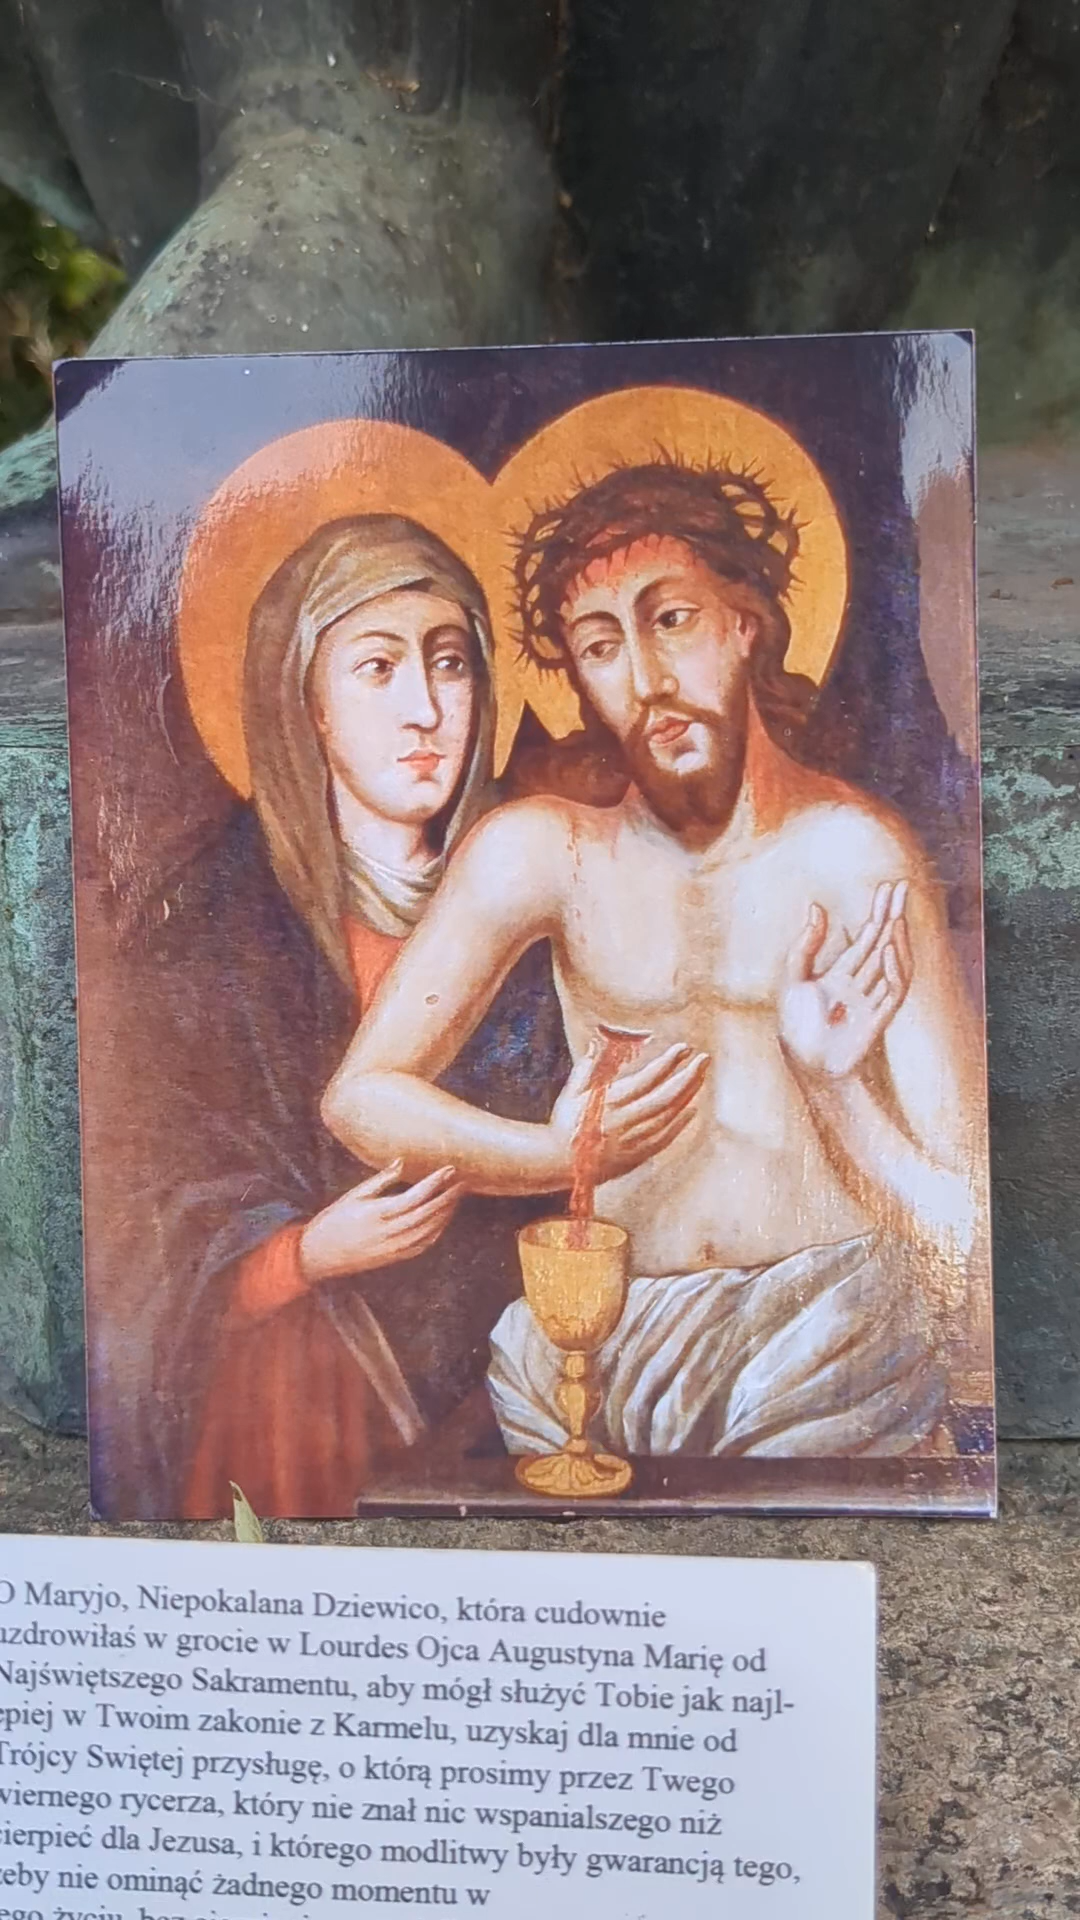 O Maryjo, Niepokalana Dziewico, która cudownie
uzdrowiłaś w grocie w Lourdes Ojca Augustyna Marię od
Najświętszego Sakramentu, aby mógł służyć Tobie jak najl-
epiej w Twoim zakonie z Karmelu, uzyskaj dla mnie od
Trójcy Swiętej przysługę, o którą prosimy przez Twego
wiernego rycerza, który nie znał nic wspanialszego niż
cierpieć dla Jezusa, i którego modlitwy były gwarancją tego,
żeby nie ominąć żadnego momentu w
życiu, bez